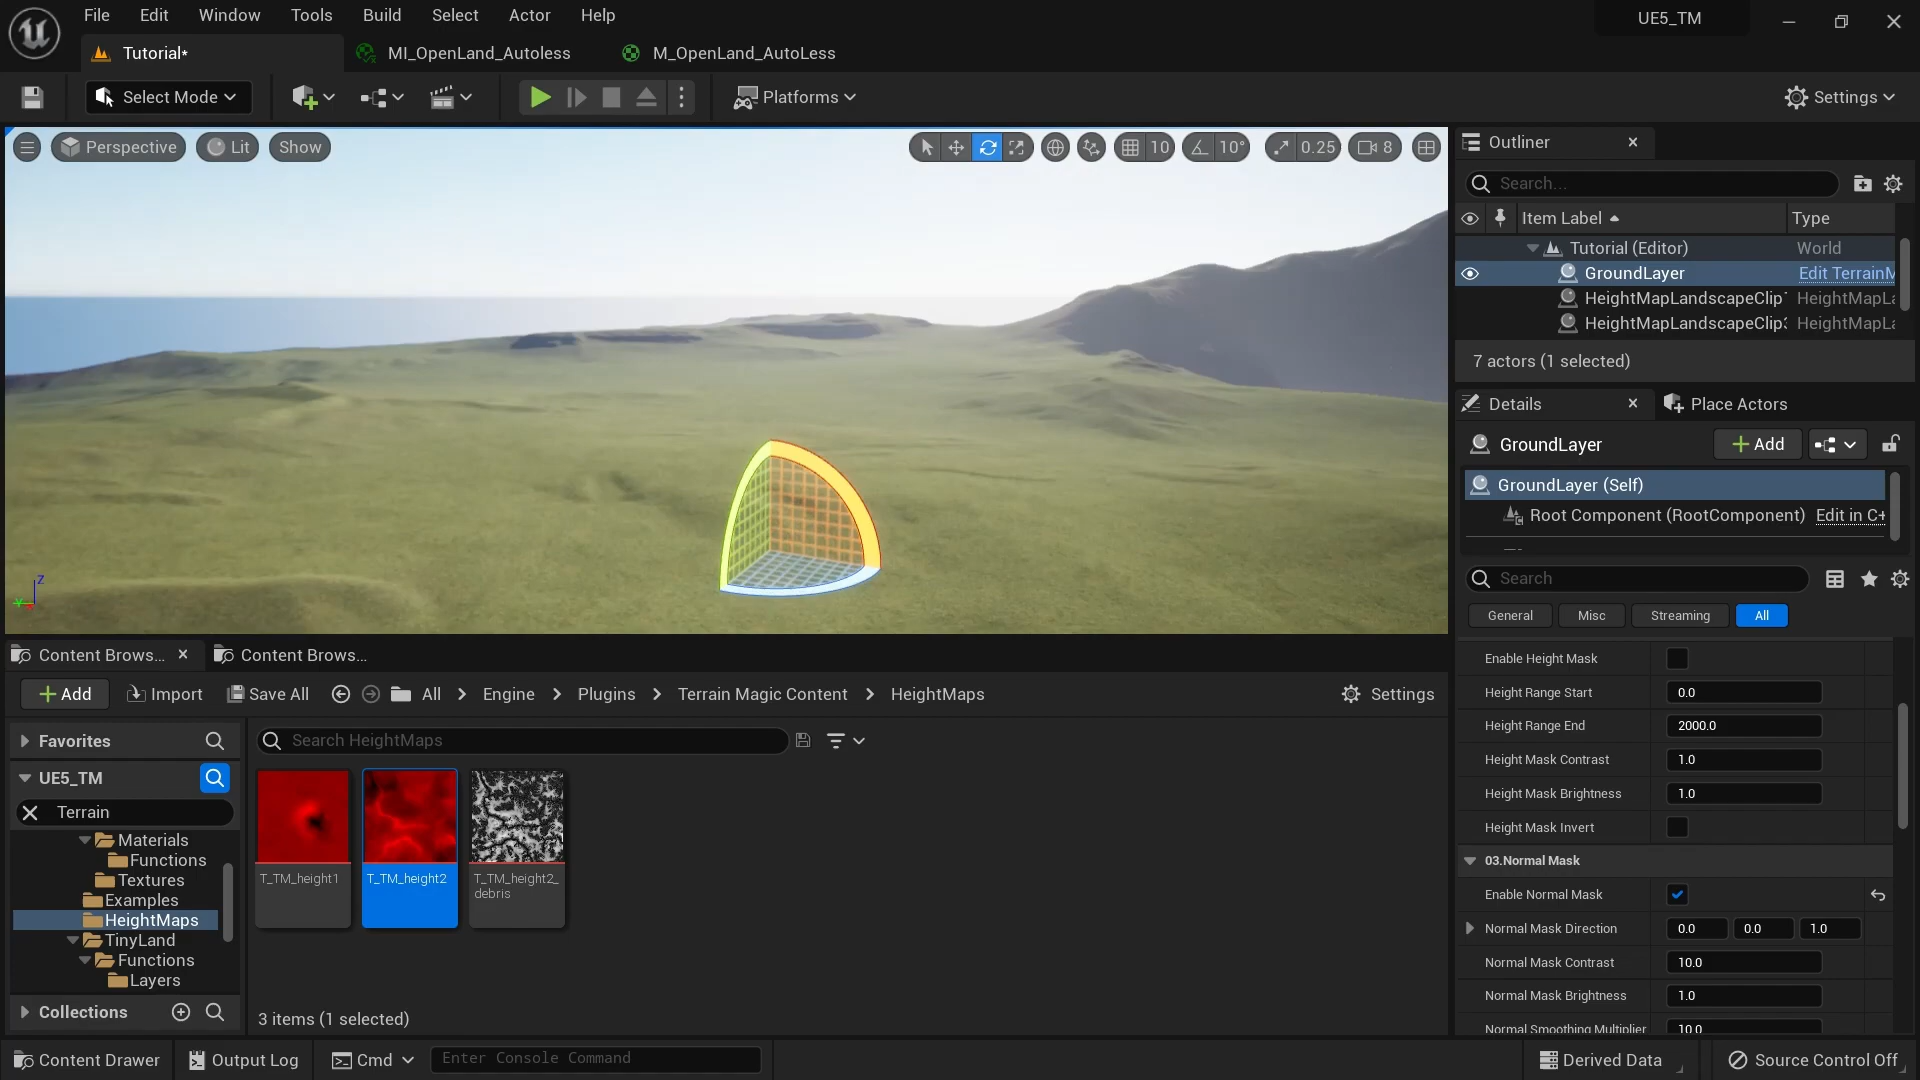 File Edit Window Tools Build Select Actor Help
UE5_TM
Tutorial*
MI_OpenLand_Autoless
M_OpenLand_AutoLess
Select Mode
Platforms
Settings
Perspective
Lit
Show
10
10°
0.25
8
Z
Y
Outliner
Search...
Item Label
Type
Tutorial (Editor)
World
GroundLayer
Edit TerrainM
HeightMapLandscapeClip
HeightMapLa
HeightMapLandscapeClip3
HeightMapLa
7 actors (1 selected)
Details
Place Actors
GroundLayer
Add
GroundLayer (Self)
Root Component (RootComponent)
Edit in C+
Search
General
Misc
Streaming
All
Enable Height Mask
Height Range Start
0.0
Height Range End
2000.0
Height Mask Contrast
1.0
Height Mask Brightness
1.0
Height Mask Invert
03.Normal Mask
Enable Normal Mask
Normal Mask Direction
0.0
0.0
1.0
Normal Mask Contrast
10.0
Normal Mask Brightness
1.0
Normal Smoothing Multiplier
10.0
Content Brows...
Content Brows...
Add
Import
Save All
All
Engine
Plugins
Terrain Magic Content
HeightMaps
Settings
Favorites
UE5_TM
Terrain
Materials
Functions
Textures
Examples
HeightMaps
TinyLand
Functions
Layers
Collections
Search HeightMaps
T_TM_height1
T_TM_height2
T_TM_height2_
debris
3 items (1 selected)
Content Drawer
Output Log
Cmd
Enter Console Command
Derived Data
Source Control Off